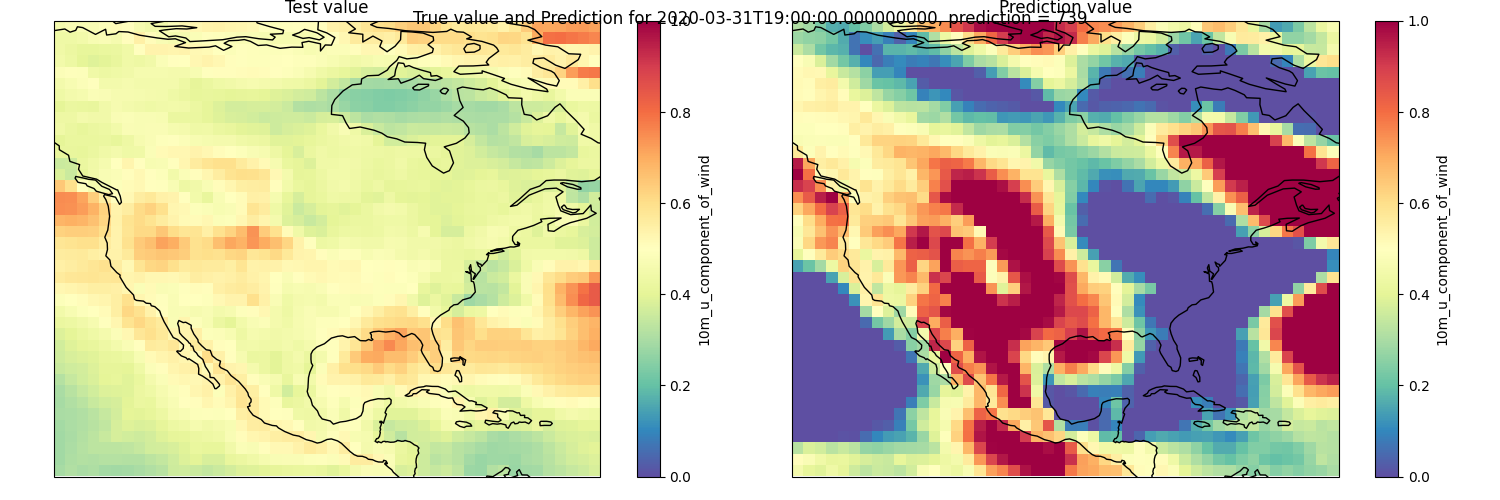 Test value
Prediction value
True value and Prediction for 2020-03-31T19:00:00.000000000, prediction = 739
1.0
0.8
0.6
0.4
0.2
0.0
10m_u_component_of_wind
1.0
0.8
0.6
0.4
0.2
0.0
10m_u_component_of_wind